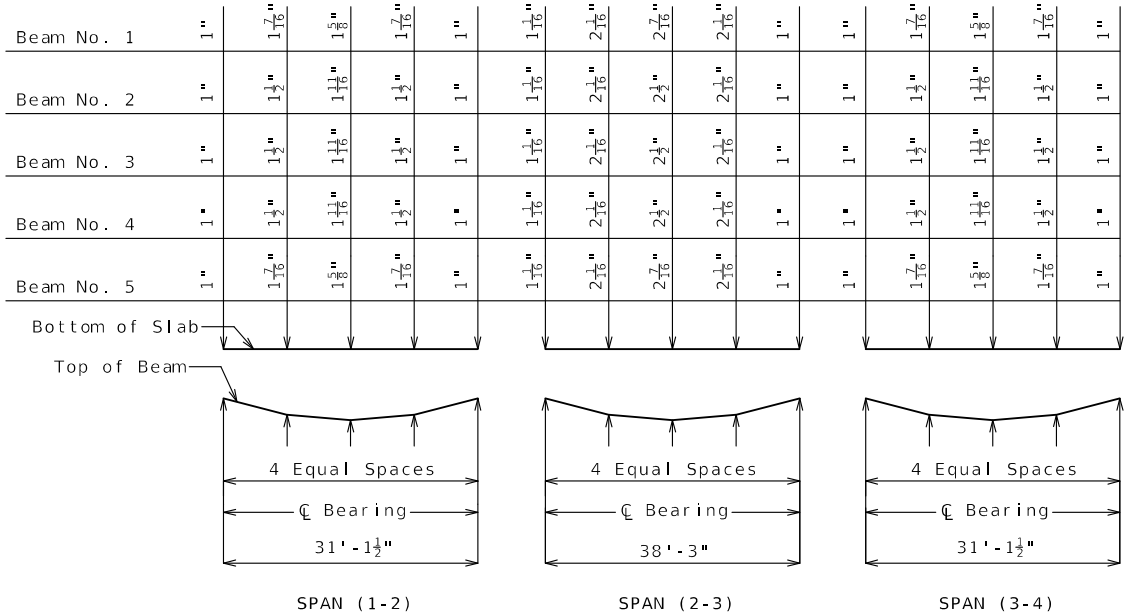 Beam No. 1 1" 1 7/16" 1 5/8" 1 7/16" 1" 1 1/16" 2 1/16" 2 7/16" 2 1/16" 1" 1" 1 7/16" 1 5/8" 1 7/16" 1"
Beam No. 2 1" 1 1/2" 1 11/16" 1 1/2" 1" 1 1/16" 2 1/16" 2 1/2" 2 1/16" 1" 1" 1 1/2" 1 11/16" 1 1/2" 1"
Beam No. 3 1" 1 1/2" 1 11/16" 1 1/2" 1" 1 1/16" 2 1/16" 2 1/2" 2 1/16" 1" 1" 1 1/2" 1 11/16" 1 1/2" 1"
Beam No. 4 1" 1 1/2" 1 11/16" 1 1/2" 1" 1 1/16" 2 1/16" 2 1/2" 2 1/16" 1" 1" 1 1/2" 1 11/16" 1 1/2" 1"
Beam No. 5 1" 1 7/16" 1 5/8" 1 7/16" 1" 1 1/16" 2 1/16" 2 7/16" 2 1/16" 1" 1" 1 7/16" 1 5/8" 1 7/16" 1"
Bottom of Slab
Top of Beam
4 Equal Spaces 4 Equal Spaces 4 Equal Spaces
℄ Bearing ℄ Bearing ℄ Bearing
31'-1 1/2" 38'-3" 31'-1 1/2"
SPAN (1-2) SPAN (2-3) SPAN (3-4)